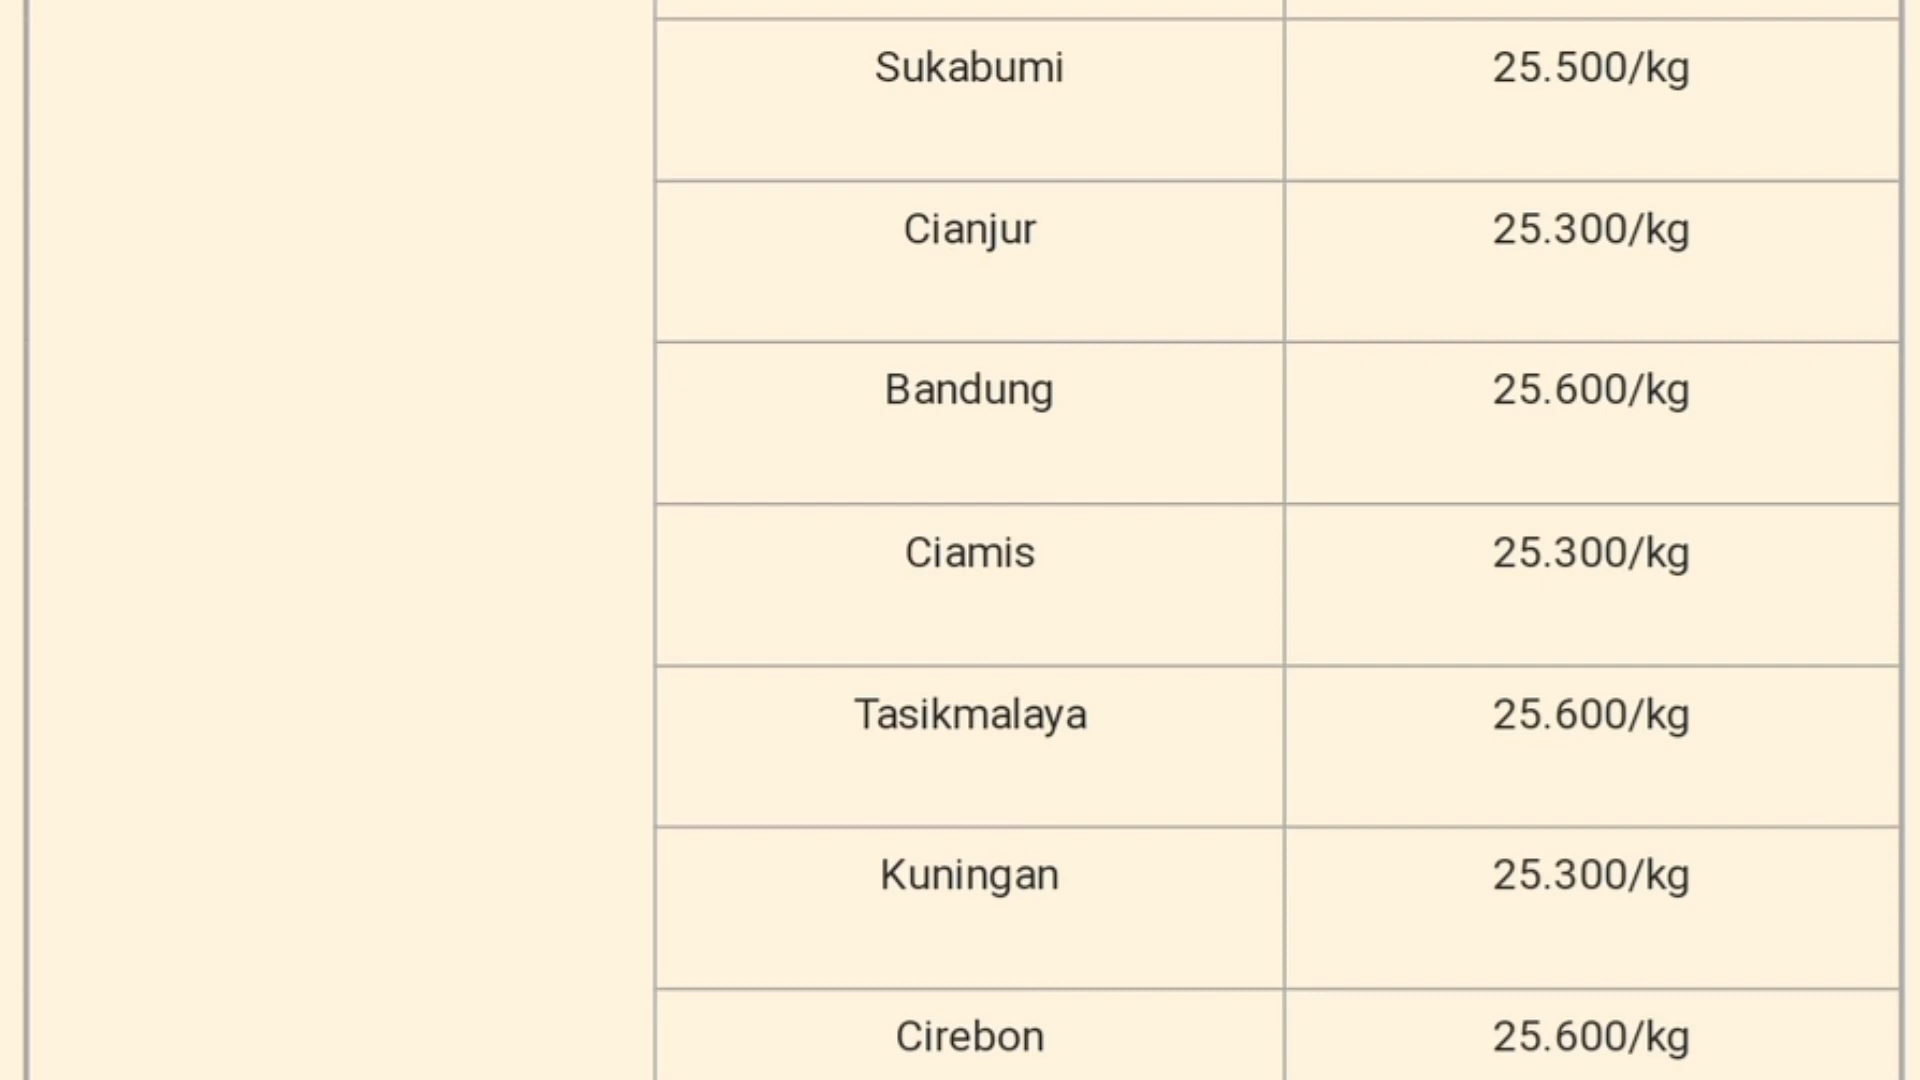 Sukabumi 25.500/kg
Cianjur 25.300/kg
Bandung 25.600/kg
Ciamis 25.300/kg
Tasikmalaya 25.600/kg
Kuningan 25.300/kg
Cirebon 25.600/kg